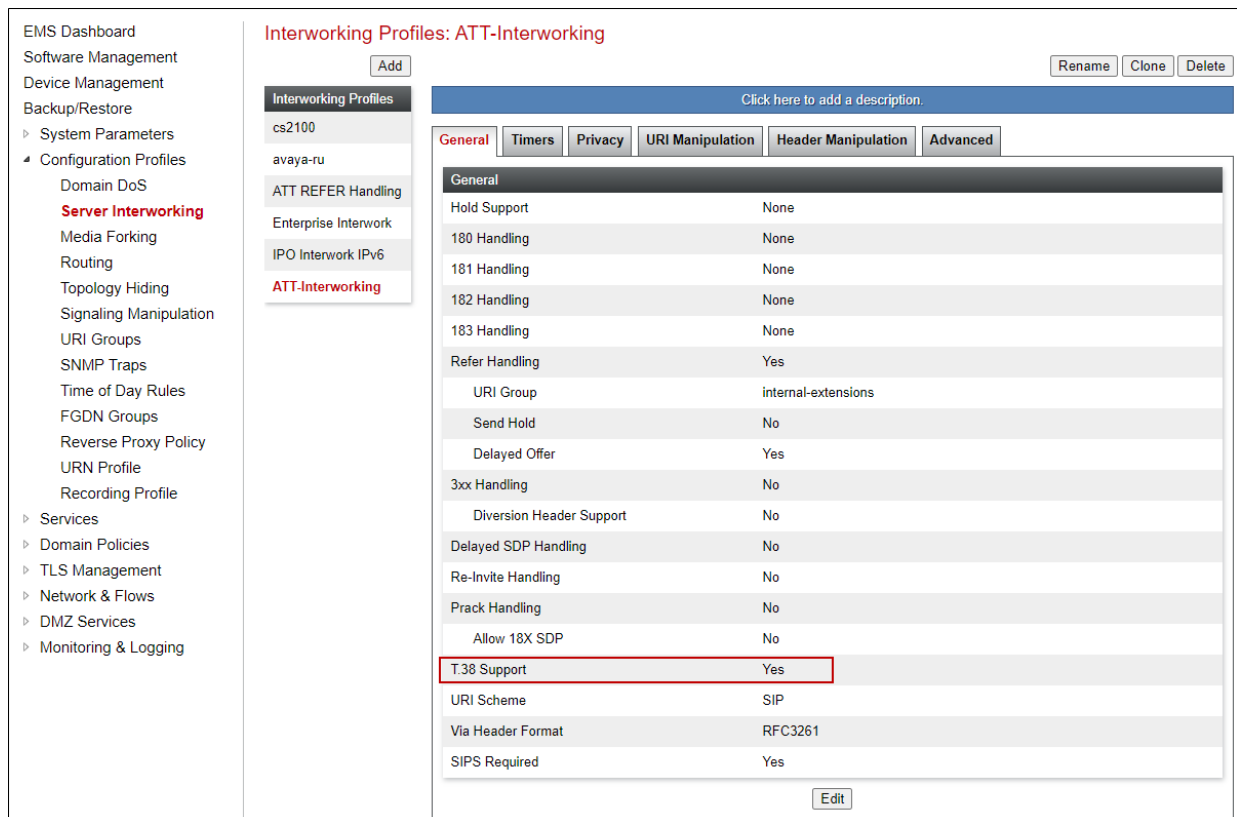 EMS Dashboard
Software Management
Device Management
Backup/Restore
System Parameters
Configuration Profiles
Domain DoS
Server Interworking
Media Forking
Routing
Topology Hiding
Signaling Manipulation
URI Groups
SNMP Traps
Time of Day Rules
FGDN Groups
Reverse Proxy Policy
URN Profile
Recording Profile
Services
Domain Policies
TLS Management
Network & Flows
DMZ Services
Monitoring & Logging
Interworking Profiles: ATT-Interworking
Add
Rename Clone Delete
Interworking Profiles
cs2100
avaya-ru
ATT REFER Handling
Enterprise Interwork
IPO Interwork IPv6
ATT-Interworking
Click here to add a description.
General Timers Privacy URI Manipulation Header Manipulation Advanced
General
Hold Support None
180 Handling None
181 Handling None
182 Handling None
183 Handling None
Refer Handling Yes
URI Group internal-extensions
Send Hold No
Delayed Offer Yes
3xx Handling No
Diversion Header Support No
Delayed SDP Handling No
Re-Invite Handling No
Prack Handling No
Allow 18X SDP No
T.38 Support Yes
URI Scheme SIP
Via Header Format RFC3261
SIPS Required Yes
Edit